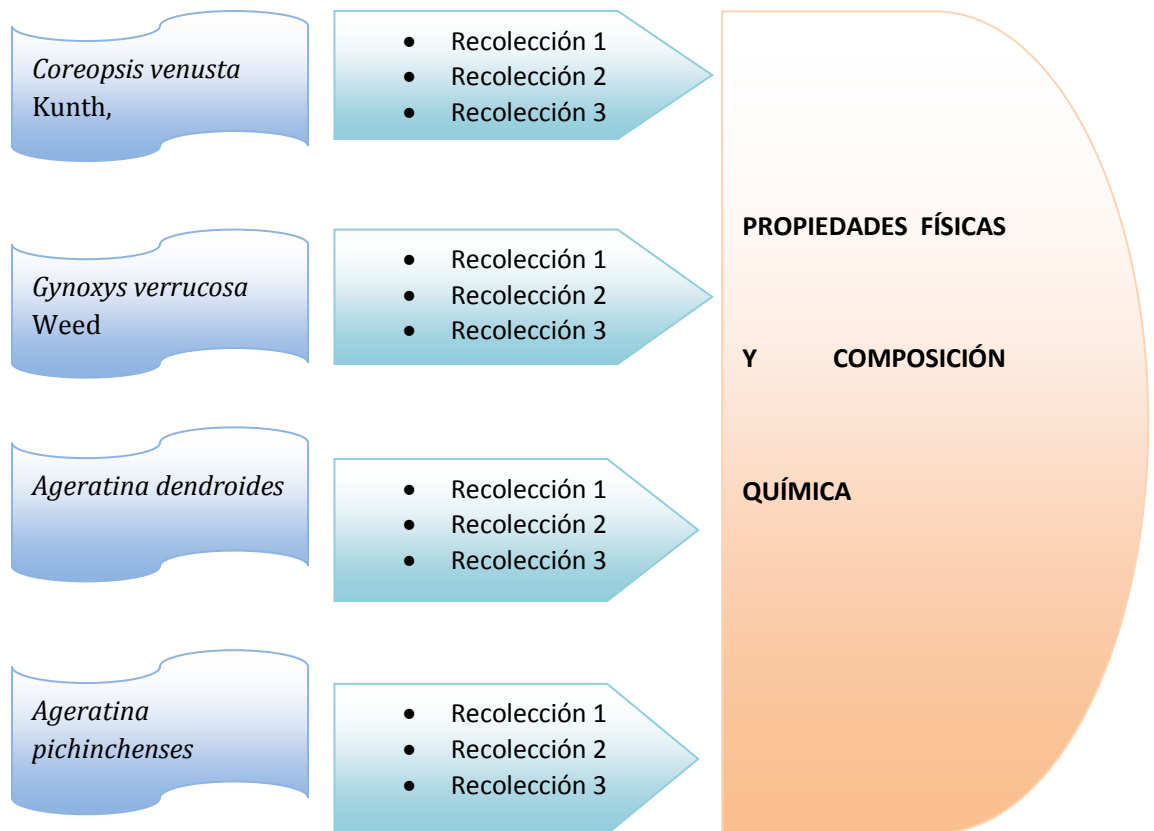 Coreopsis venusta
Kunth,
• Recolección 1
• Recolección 2
• Recolección 3
Gynoxys verrucosa
Weed
• Recolección 1
• Recolección 2
• Recolección 3
Ageratina dendroides
• Recolección 1
• Recolección 2
• Recolección 3
Ageratina
pichinchenses
• Recolección 1
• Recolección 2
• Recolección 3
PROPIEDADES FÍSICAS
Y COMPOSICIÓN
QUÍMICA